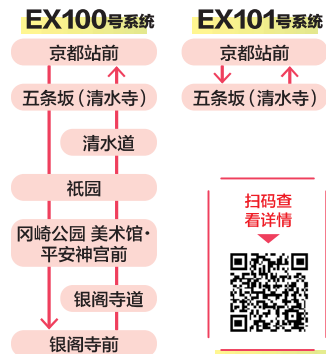 EX100号系统
京都站前
五条坂（清水寺）
清水道
祇园
冈崎公园 美术馆・
平安神宫前
银阁寺道
银阁寺前
EX101号系统
京都站前
五条坂（清水寺）
扫码查
看详情